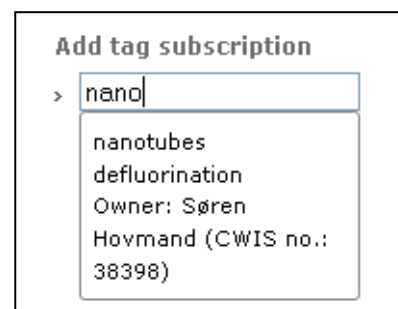 Add tag subscription
> nano
nanotubes
defluorination
Owner: Søren
Hovmand (CWIS no.:
38398)